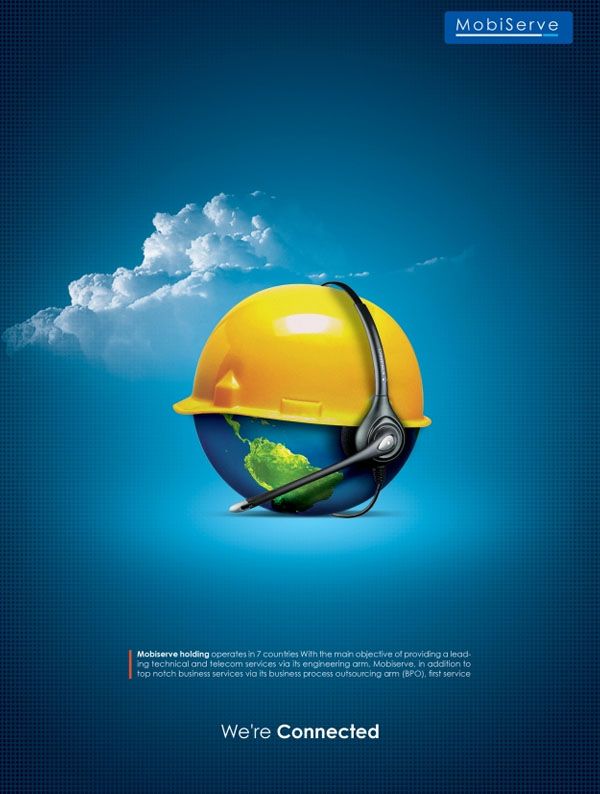 MobiServe
Mobiserve holding operates in 7 countries With the main objective of providing a lead-
ing technical and telecom services via its engineering arm. Mobiserve, in addition to
top notch business services via its business process outsourcing arm (BPO), first service
We're Connected